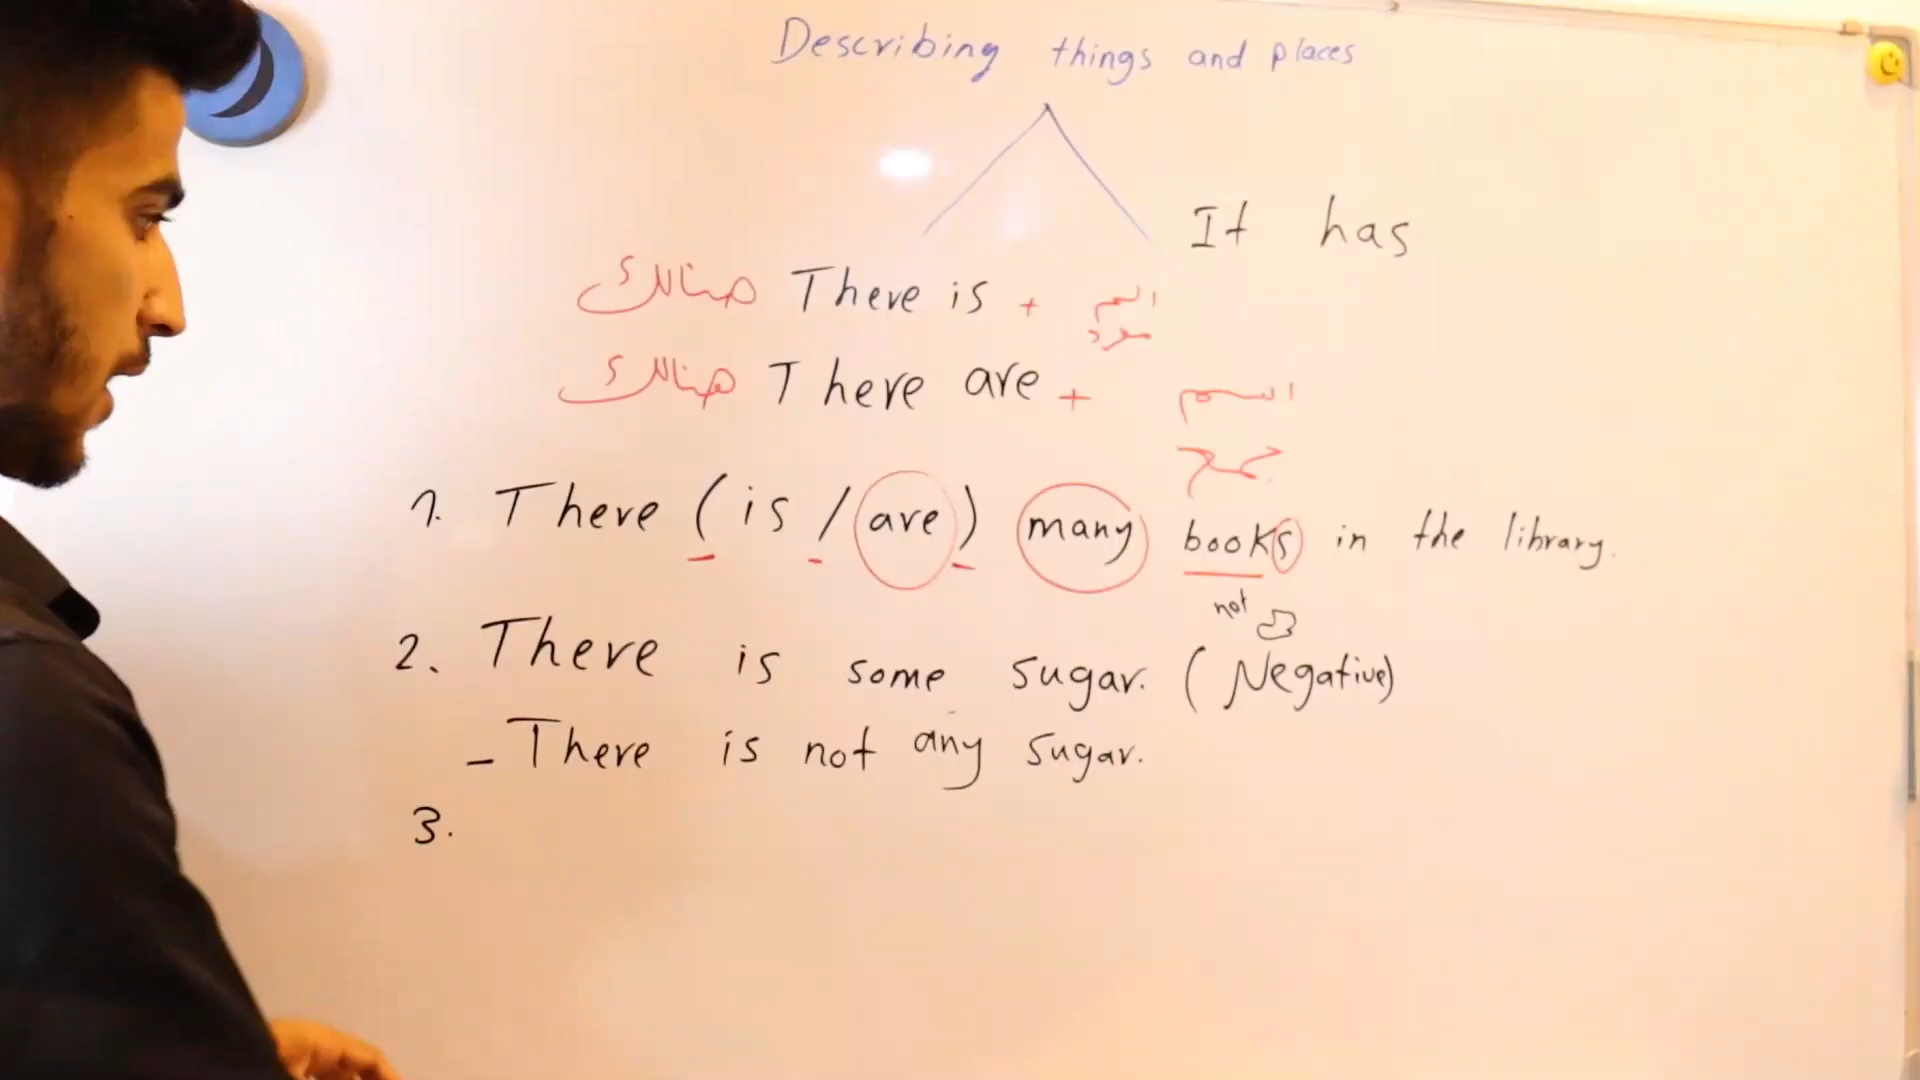 Describing things and places
It has
هنالك There is + اسم
مفرد
هنالك There are + اسم
جمع
1. There (is / are) many books in the library.
not
2. There is some sugar. (Negative)
- There is not any sugar.
3.